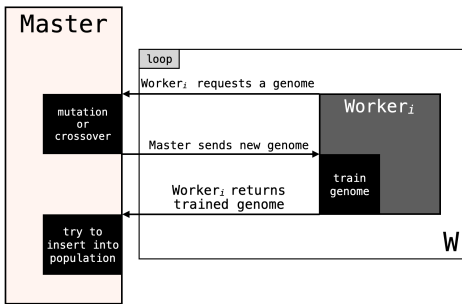 Master
loop
Workerᵢ requests a genome
mutation
or
crossover
Workerᵢ
Master sends new genome
train
genome
Workerᵢ returns
trained genome
try to
insert into
population
W